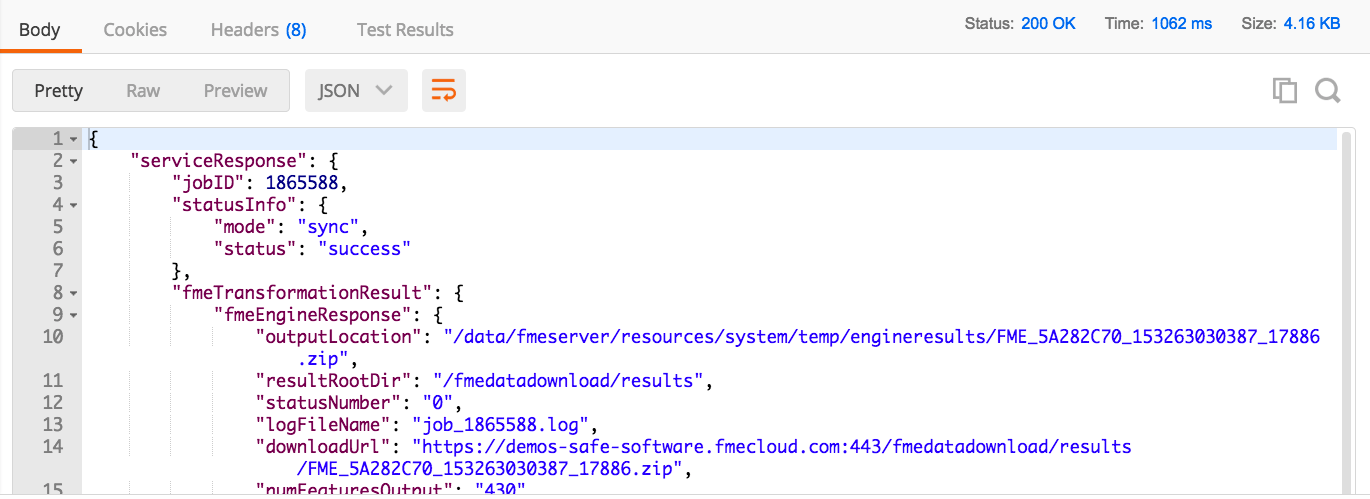 Body Cookies Headers (8) Test Results Status: 200 OK Time: 1062 ms Size: 4.16 KB
Pretty Raw Preview JSON
1 {
2 "serviceResponse": {
3 "jobID": 1865588,
4 "statusInfo": {
5 "mode": "sync",
6 "status": "success"
7 },
8 "fmeTransformationResult": {
9 "fmeEngineResponse": {
10 "outputLocation": "/data/fmeserver/resources/system/temp/engineresults/FME_5A282C70_153263030387_17886
.zip",
11 "resultRootDir": "/fmedatadownload/results",
12 "statusNumber": "0",
13 "logFileName": "job_1865588.log",
14 "downloadUrl": "https://demos-safe-software.fmecloud.com:443/fmedatadownload/results
/FME_5A282C70_153263030387_17886.zip",
15 "numFeaturesOutput": "430"